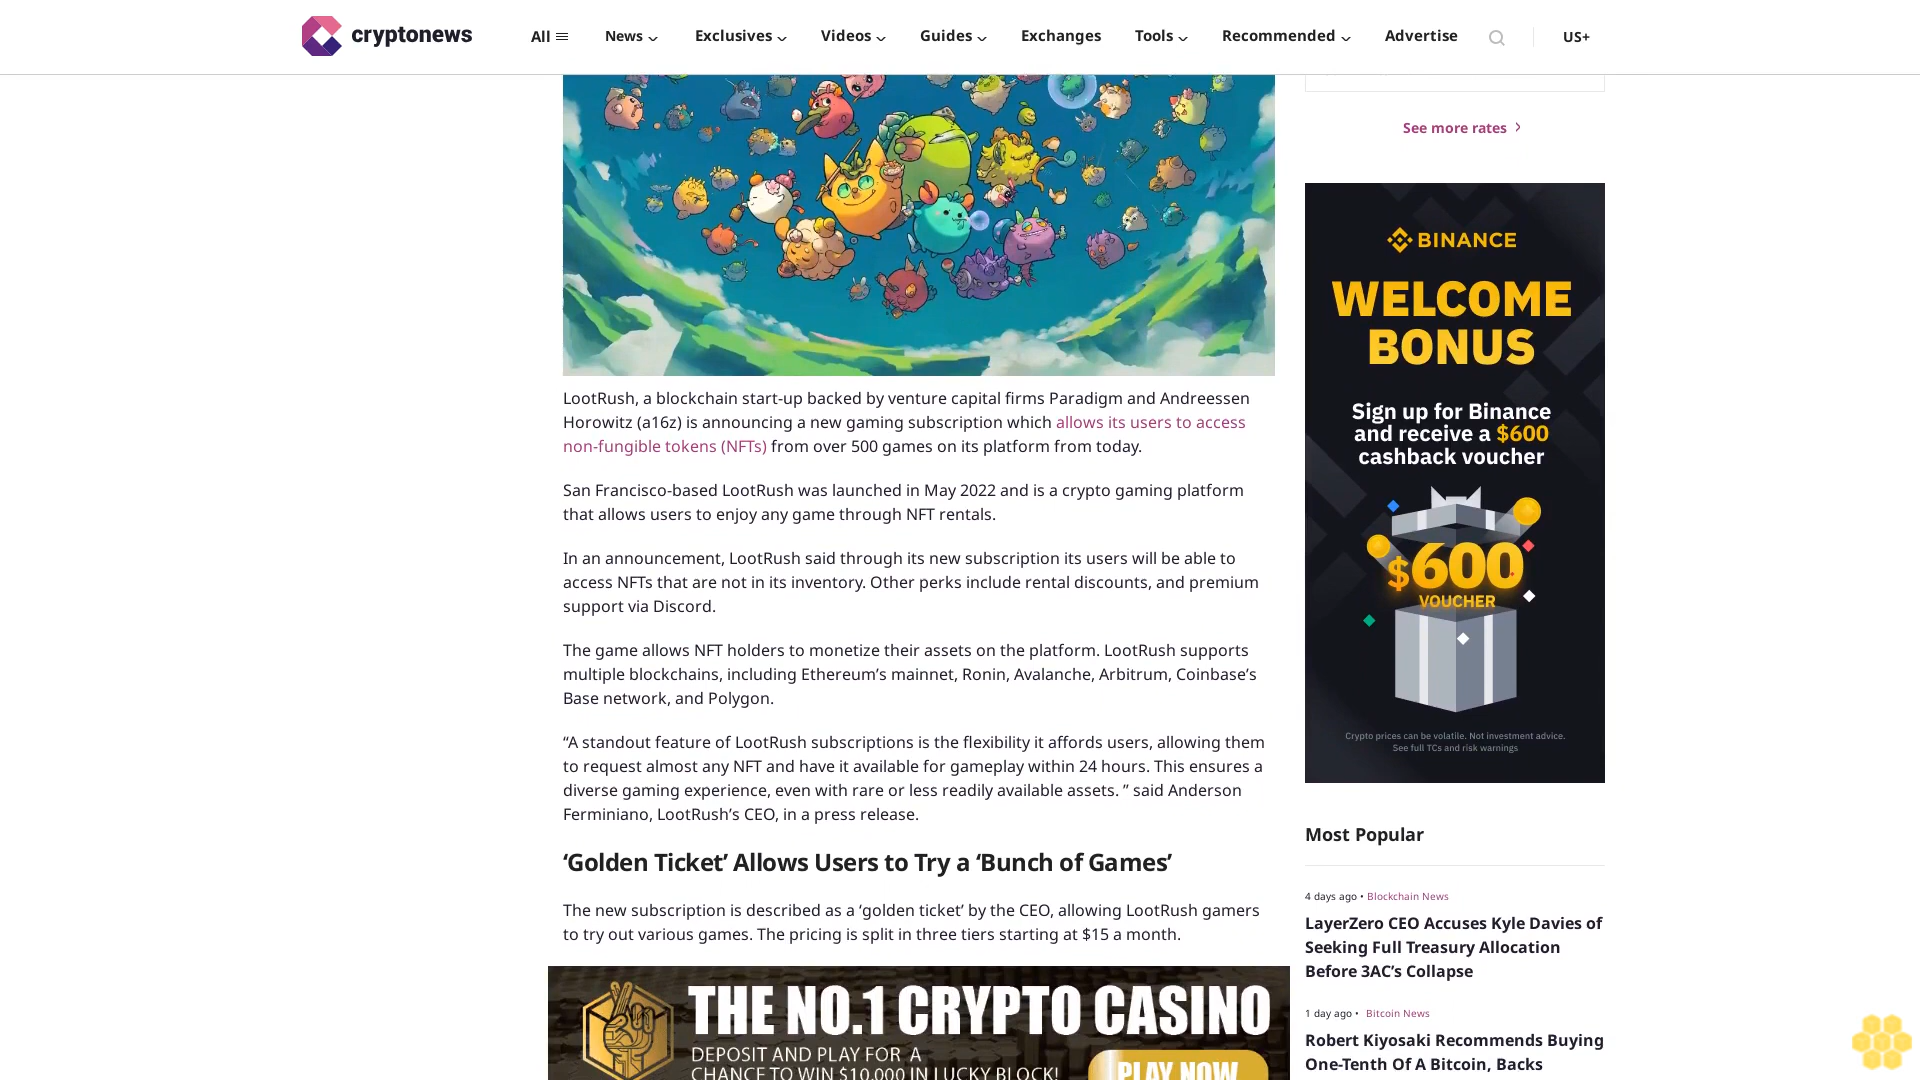 cryptonews
All
News
Exclusives
Videos
Guides
Exchanges
Tools
Recommended
Advertise
US+
LootRush, a blockchain start-up backed by venture capital firms Paradigm and Andreessen
Horowitz (a16z) is announcing a new gaming subscription which allows its users to access
non-fungible tokens (NFTs) from over 500 games on its platform from today.
San Francisco-based LootRush was launched in May 2022 and is a crypto gaming platform
that allows users to enjoy any game through NFT rentals.
In an announcement, LootRush said through its new subscription its users will be able to
access NFTs that are not in its inventory. Other perks include rental discounts, and premium
support via Discord.
The game allows NFT holders to monetize their assets on the platform. LootRush supports
multiple blockchains, including Ethereum’s mainnet, Ronin, Avalanche, Arbitrum, Coinbase’s
Base network, and Polygon.
“A standout feature of LootRush subscriptions is the flexibility it affords users, allowing them
to request almost any NFT and have it available for gameplay within 24 hours. This ensures a
diverse gaming experience, even with rare or less readily available assets. ” said Anderson
Ferminiano, LootRush’s CEO, in a press release.
‘Golden Ticket’ Allows Users to Try a ‘Bunch of Games’
The new subscription is described as a ‘golden ticket’ by the CEO, allowing LootRush gamers
to try out various games. The pricing is split in three tiers starting at $15 a month.
THE NO.1 CRYPTO CASINO
DEPOSIT AND PLAY FOR A
CHANCE TO WIN $10,000 IN LUCKY BLOCK!
PLAY NOW
See more rates
BINANCE
WELCOME
BONUS
Sign up for Binance
and receive a $600
cashback voucher
$600
VOUCHER
Crypto prices can be volatile. Not investment advice.
See full TCs and risk warnings
Most Popular
4 days ago • Blockchain News
LayerZero CEO Accuses Kyle Davies of
Seeking Full Treasury Allocation
Before 3AC’s Collapse
1 day ago • Bitcoin News
Robert Kiyosaki Recommends Buying
One-Tenth Of A Bitcoin, Backs